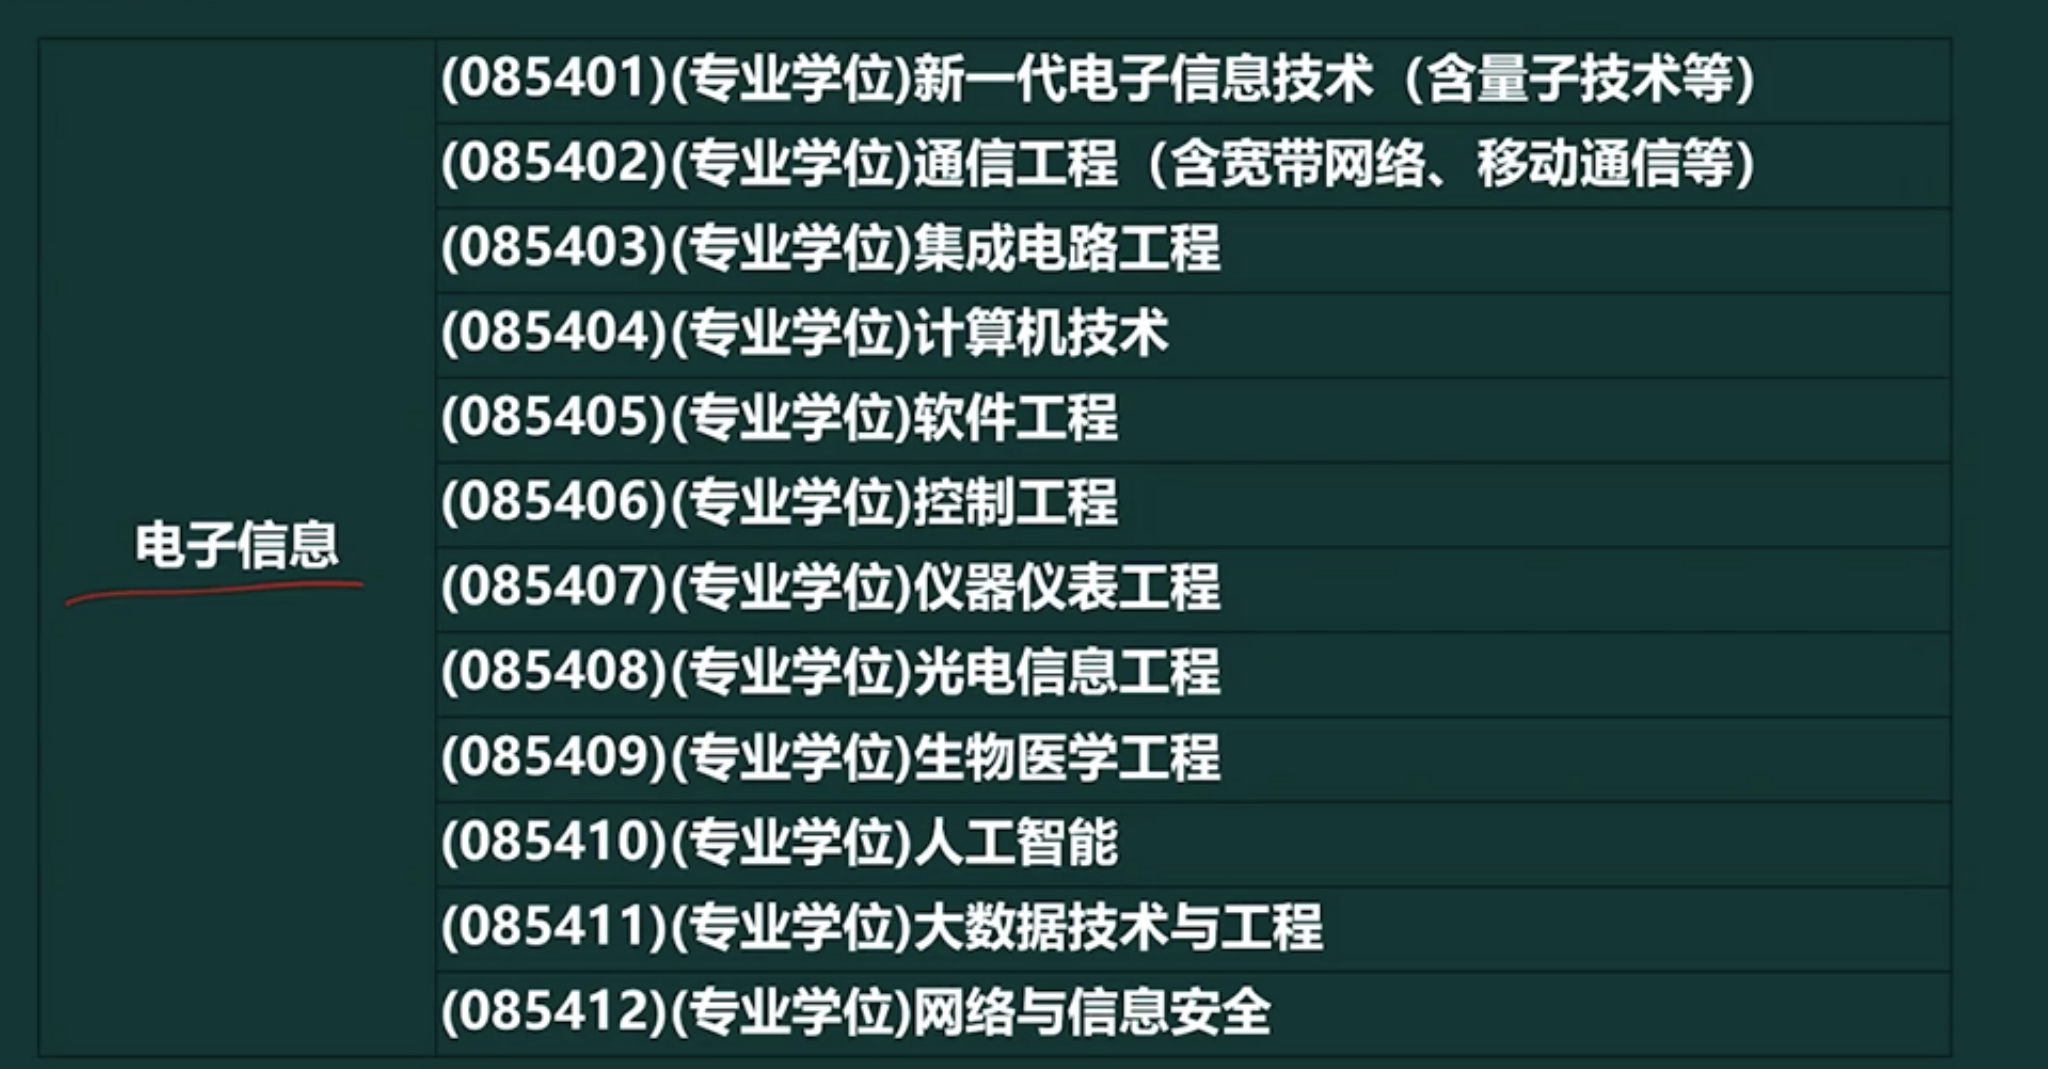 (085401)(专业学位)新一代电子信息技术（含量子技术等）
(085402)(专业学位)通信工程（含宽带网络、移动通信等）
(085403)(专业学位)集成电路工程
(085404)(专业学位)计算机技术
(085405)(专业学位)软件工程
(085406)(专业学位)控制工程
电子信息
(085407)(专业学位)仪器仪表工程
(085408)(专业学位)光电信息工程
(085409)(专业学位)生物医学工程
(085410)(专业学位)人工智能
(085411)(专业学位)大数据技术与工程
(085412)(专业学位)网络与信息安全